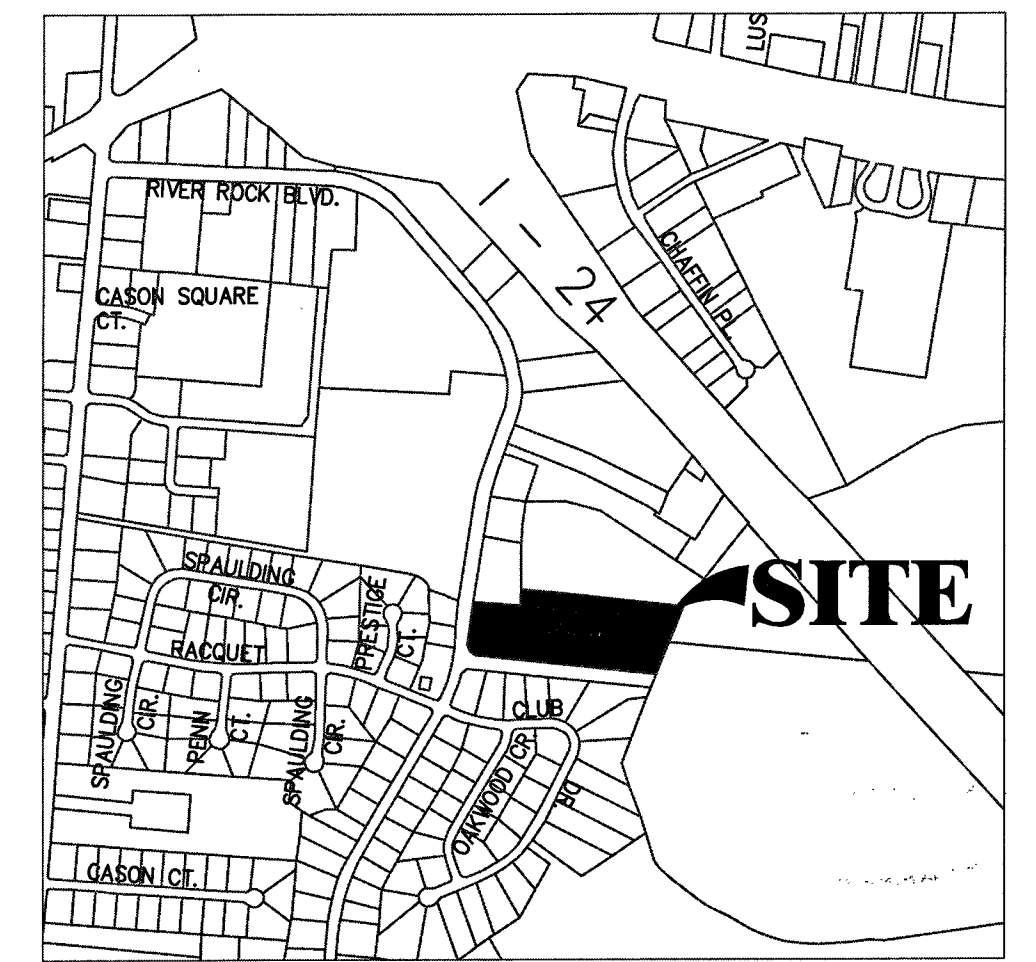 LUS
RIVER ROCK BLVD.
I-24
CHAFFIN PL.
CASON SQUARE
CT.
SPAULDING
CIR.
PRESTIGE
CT.
SITE
RACQUET
CLUB
DR
SPAULDING
CIR.
PENN
CT.
SPAULDING
CIR.
OAKWOOD CR.
CASON CT.